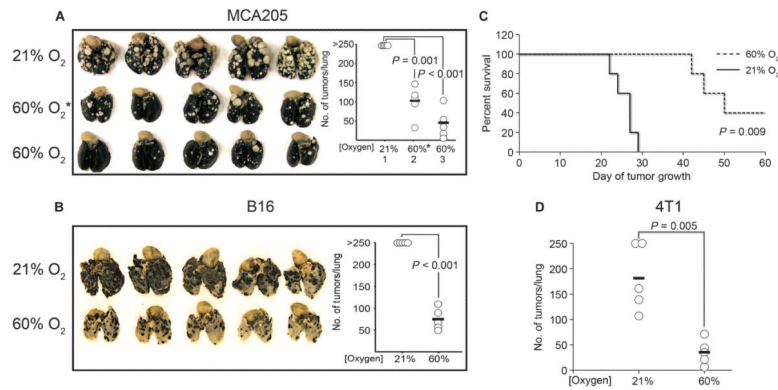 A
MCA205
21% O₂
60% O₂*
60% O₂
No. of tumors/lung
>250
200
150
100
50
P = 0.001
P < 0.001
[Oxygen] 21% 60%* 60%
1 2 3
B
B16
21% O₂
60% O₂
No. of tumors/lung
>250
200
150
100
50
P < 0.001
[Oxygen] 21% 60%
C
Percent survival
120
100
80
60
40
20
0
0 10 20 30 40 50 60
Day of tumor growth
60% O₂
21% O₂
P = 0.009
D
4T1
P = 0.005
No. of tumors/lung
250
200
150
100
50
0
[Oxygen] 21% 60%